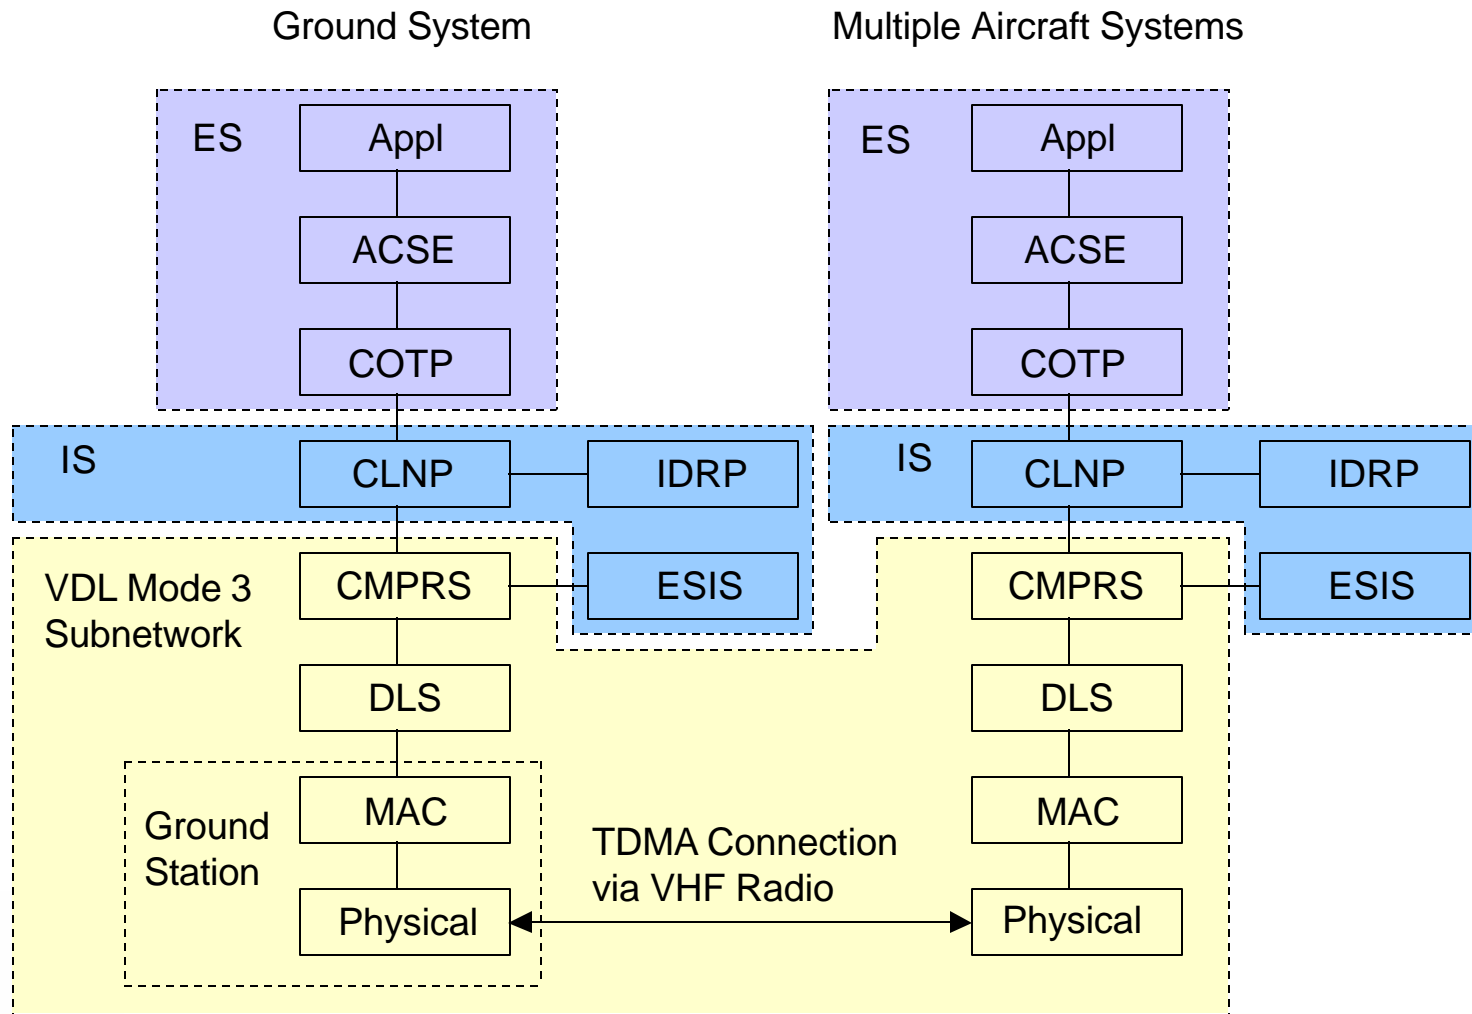 Ground System
Multiple Aircraft Systems
ES
Appl
ACSE
COTP
ES
Appl
ACSE
COTP
IS
CLNP
IDRP
ESIS
IS
CLNP
IDRP
ESIS
VDL Mode 3
Subnetwork
CMPRS
DLS
Ground
Station
MAC
Physical
TDMA Connection
via VHF Radio
CMPRS
DLS
MAC
Physical